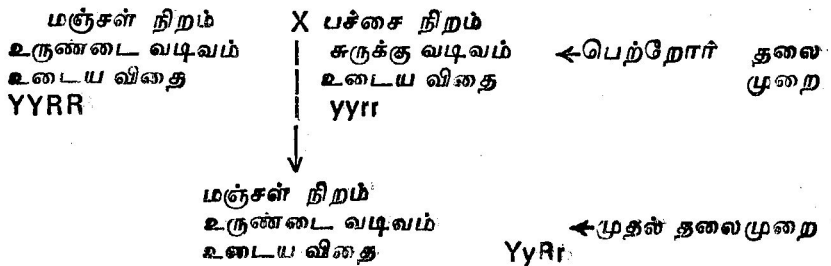 மஞ்சள் நிறம் X பச்சை நிறம்
உருண்டை வடிவம் சுருக்கு வடிவம் ←பெற்றோர் தலை
உடைய விதை உடைய விதை முறை
YYRR yyrr
மஞ்சள் நிறம்
உருண்டை வடிவம் ←முதல் தலைமுறை
உடைய விதை YyRr